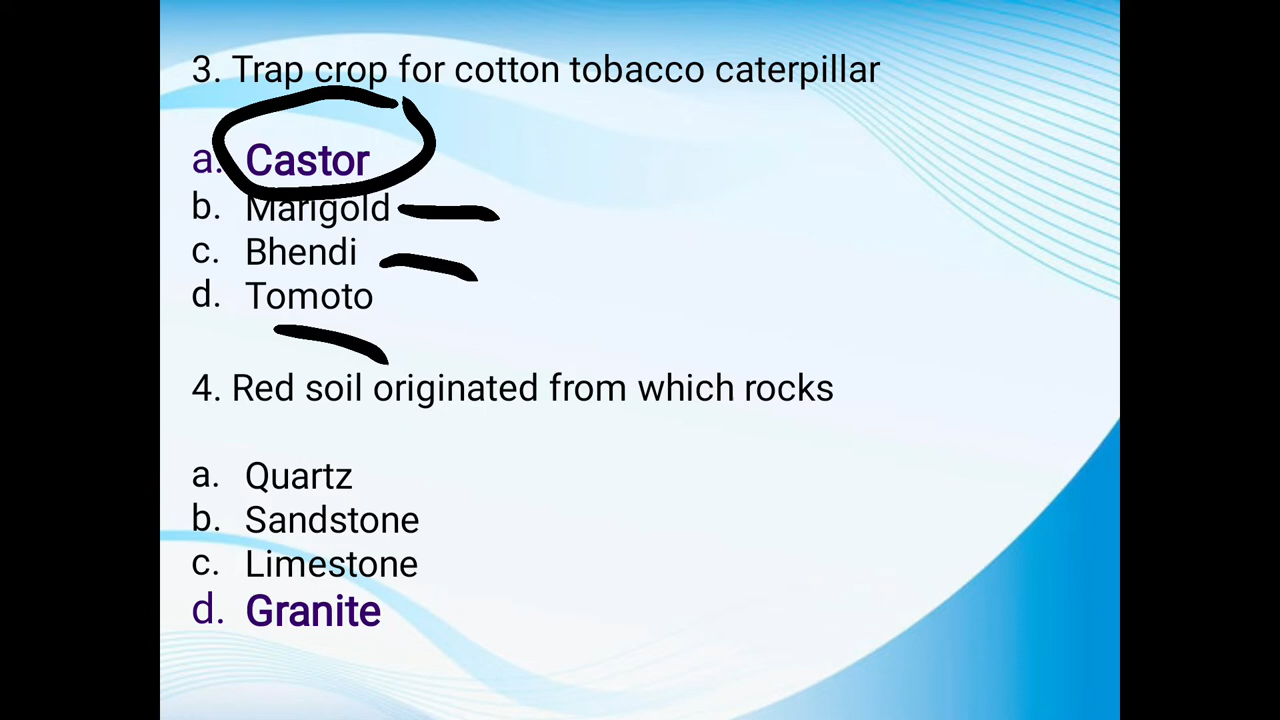 3. Trap crop for cotton tobacco caterpillar
a. Castor
b. Marigold
c. Bhendi
d. Tomoto
4. Red soil originated from which rocks
a. Quartz
b. Sandstone
c. Limestone
d. Granite